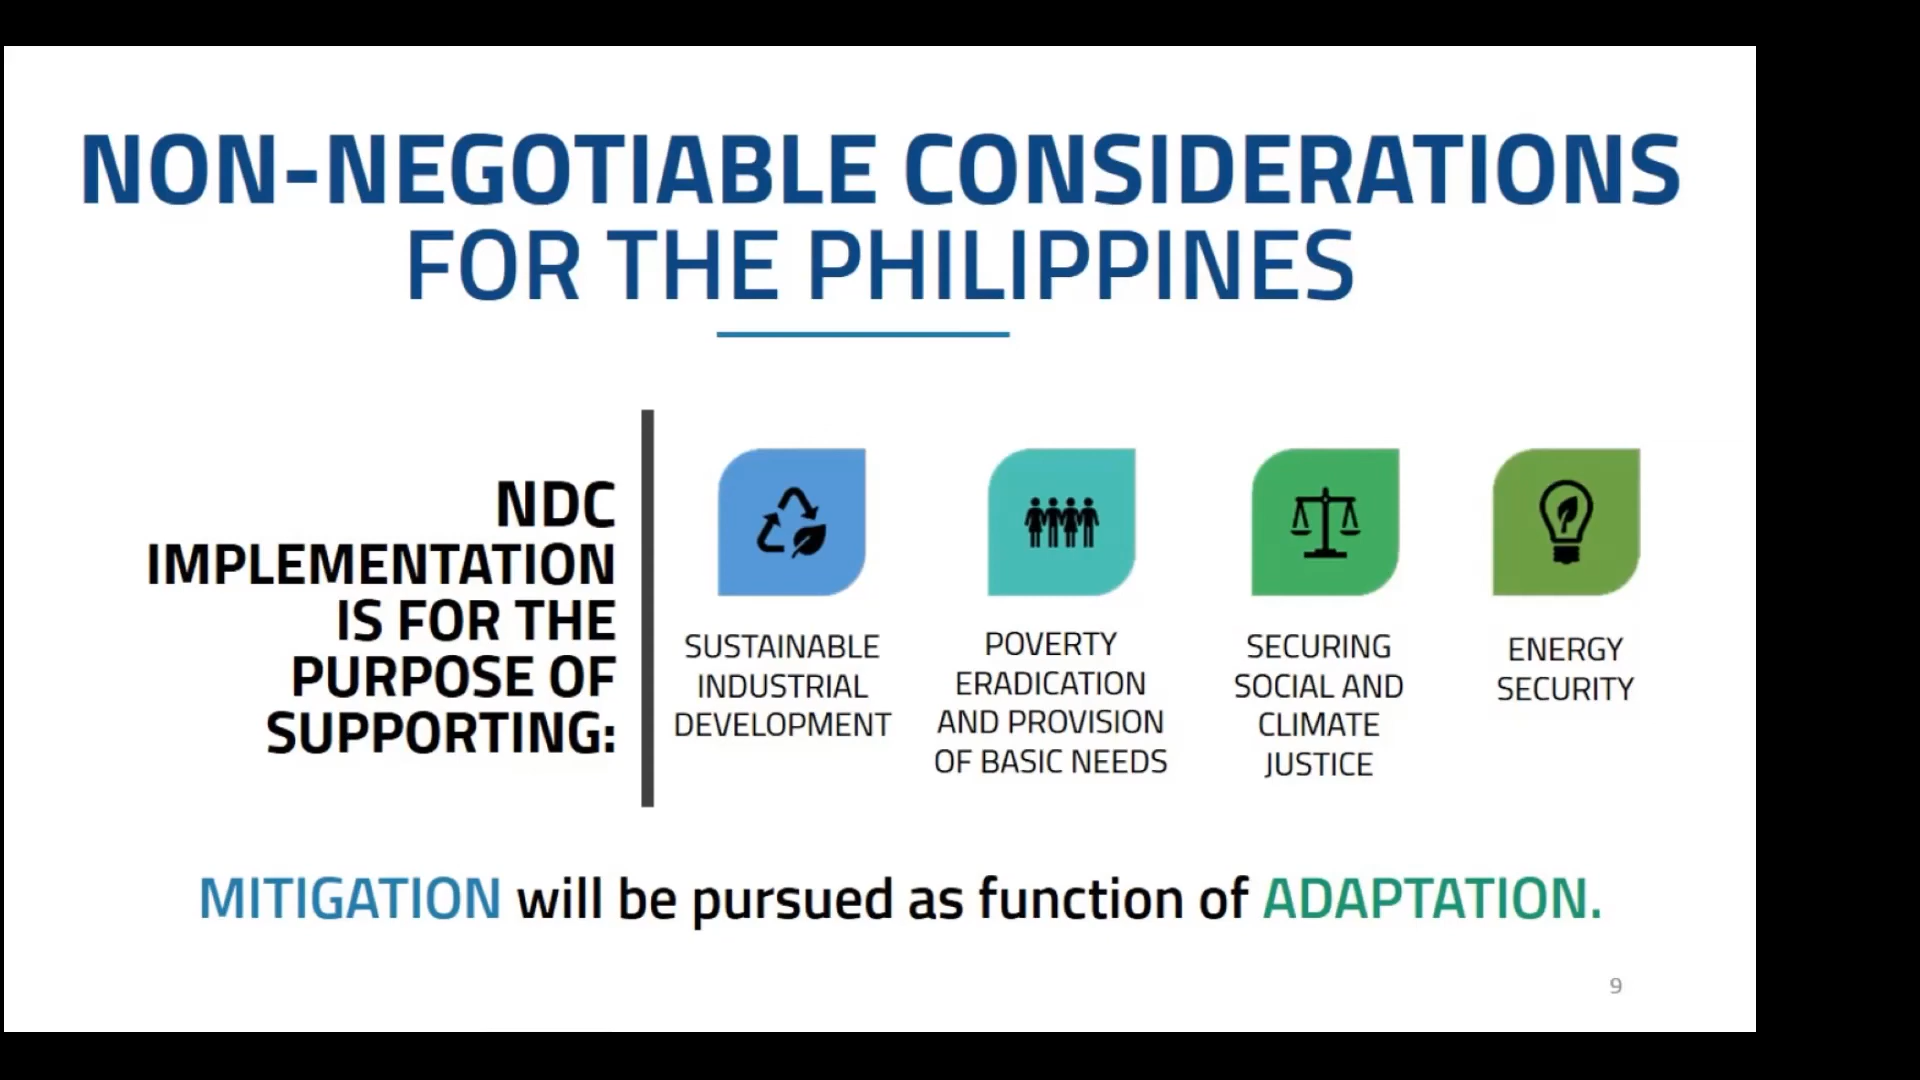 NON-NEGOTIABLE CONSIDERATIONS
FOR THE PHILIPPINES
NDC
IMPLEMENTATION
IS FOR THE
PURPOSE OF
SUPPORTING:
SUSTAINABLE
INDUSTRIAL
DEVELOPMENT
POVERTY
ERADICATION
AND PROVISION
OF BASIC NEEDS
SECURING
SOCIAL AND
CLIMATE
JUSTICE
ENERGY
SECURITY
MITIGATION will be pursued as function of ADAPTATION.
9